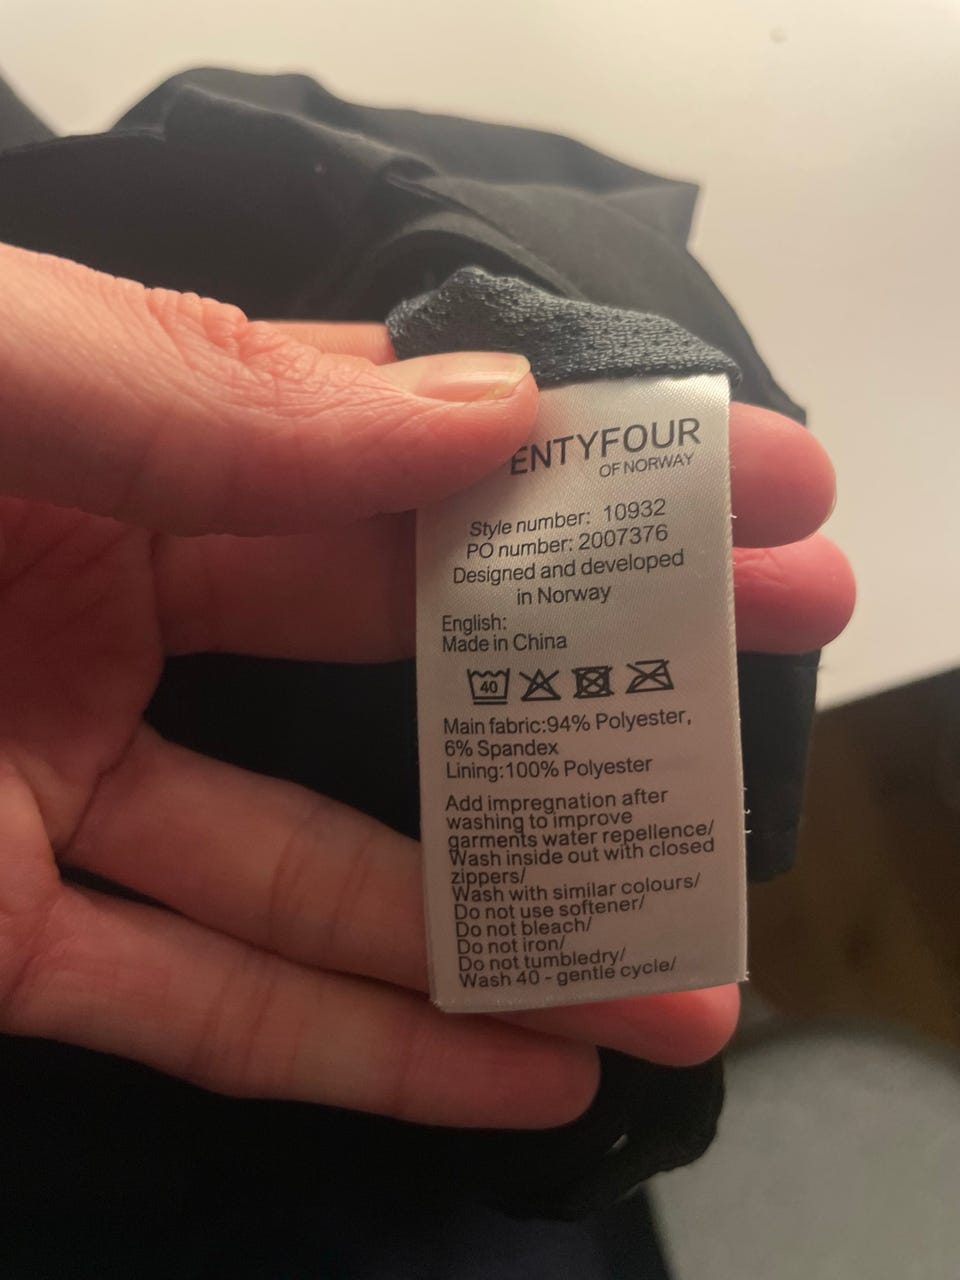 ENTYFOUR
OF NORWAY
Style number: 10932
PO number: 2007376
Designed and developed
in Norway
English:
Made in China
40
Main fabric:94% Polyester,
6% Spandex
Lining:100% Polyester
Add impregnation after
washing to improve
garments water repellence/
Wash inside out with closed
zippers/
Wash with similar colours/
Do not use softener/
Do not bleach/
Do not iron/
Do not tumbledry/
Wash 40 - gentle cycle/